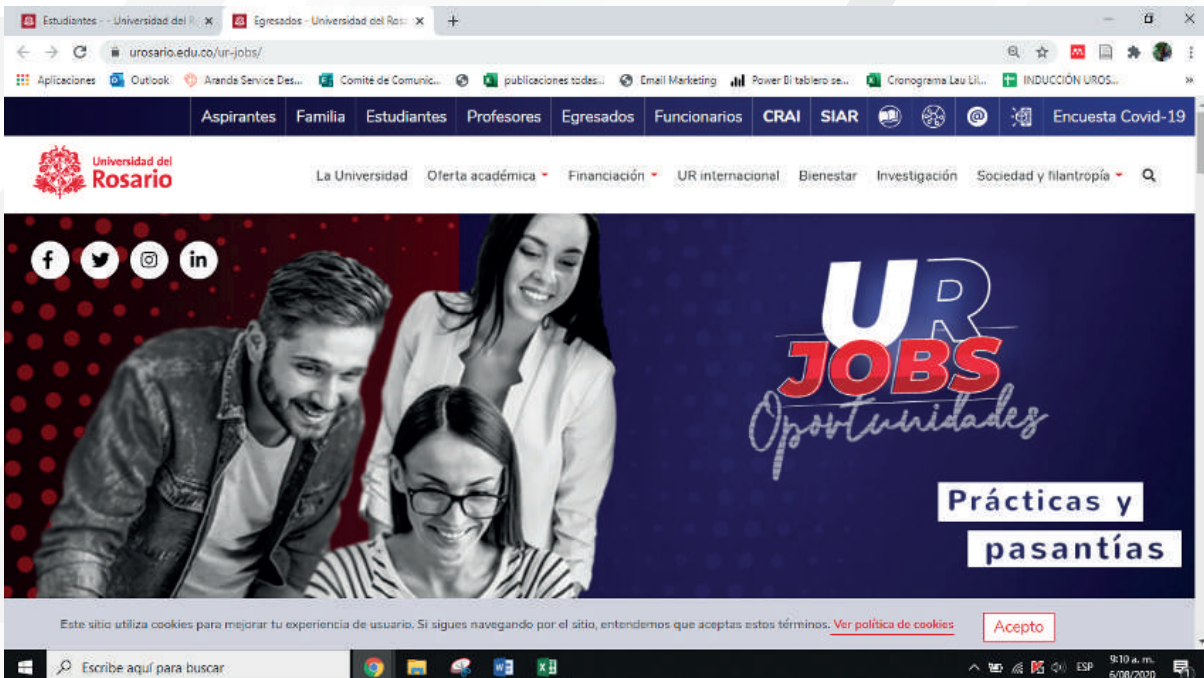 Estudiantes - - Universidad del R
Egresados - Universidad del Ros
urosario.edu.co/ur-jobs/
Aplicaciones Outlook Aranda Service Des... Comité de Comunic... publicaciones todas... Email Marketing Power Bi tablero se... Cronograma Lau Lil... INDUCCIÓN UROS...
Aspirantes Familia Estudiantes Profesores Egresados Funcionarios CRAI SIAR Encuesta Covid-19
Universidad del
Rosario
La Universidad Oferta académica Financiación UR internacional Bienestar Investigación Sociedad y filantropía
UR
JOBS
Oportunidades
Prácticas y
pasantías
Este sitio utiliza cookies para mejorar tu experiencia de usuario. Si sigues navegando por el sitio, entendemos que aceptas estos términos. Ver política de cookies Acepto
Escribe aquí para buscar
ESP
9:10 a. m.
6/08/2020